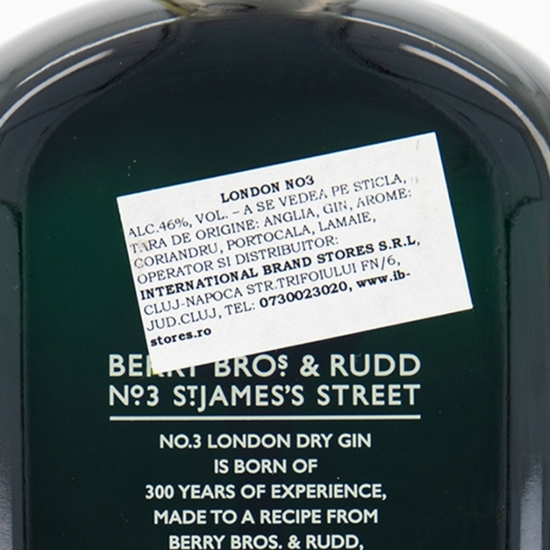 LONDON NO3
ALC.46%, VOL. – A SE VEDEA PE STICLA,
TARA DE ORIGINE: ANGLIA, GIN, AROME:
CORIANDRU, PORTOCALA, LAMAIE,
OPERATOR SI DISTRIBUITOR:
INTERNATIONAL BRAND STORES S.R.L,
CLUJ-NAPOCA STR.TRIFOIULUI FN/6,
JUD.CLUJ, TEL: 0730023020, www.ib-
stores.ro
BERRY BROS & RUDD
Nº3 ST JAMES'S STREET
NO.3 LONDON DRY GIN
IS BORN OF
300 YEARS OF EXPERIENCE,
MADE TO A RECIPE FROM
BERRY BROS. & RUDD,